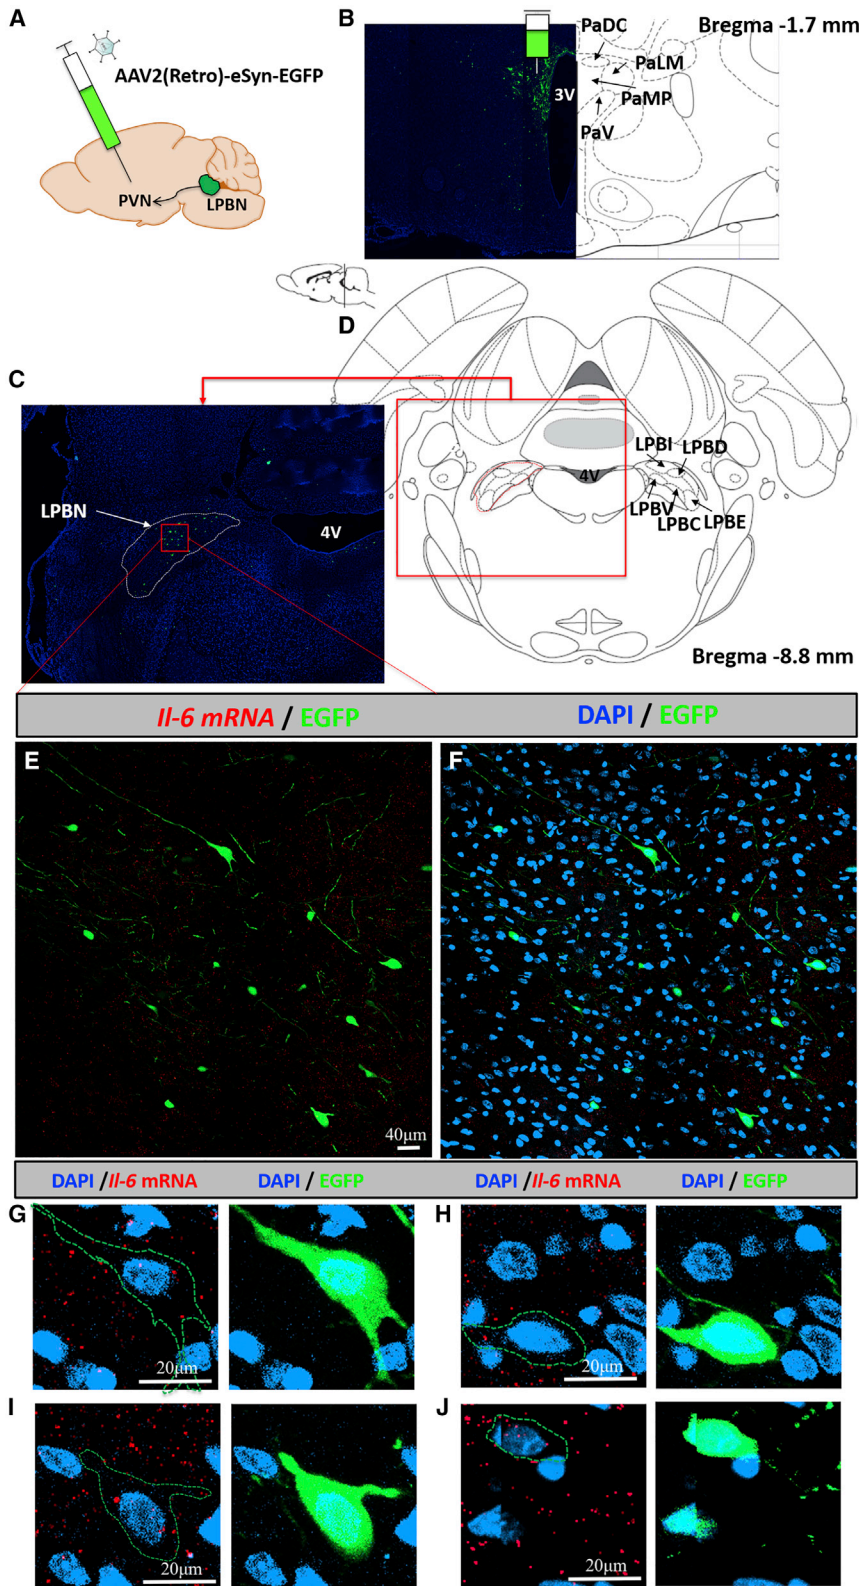 A
AAV2(Retro)-eSyn-EGFP
PVN
LPBN
B
Bregma -1.7 mm
PaDC
PaLM
3V
PaMP
PaV
C
LPBN
4V
D
LPBI
LPBD
4V
LPBV
LPBC
LPBE
Bregma -8.8 mm
Il-6 mRNA / EGFP
DAPI / EGFP
E
40μm
F
DAPI /Il-6 mRNA
DAPI / EGFP
DAPI /Il-6 mRNA
DAPI / EGFP
G
20μm
H
20μm
I
20μm
J
20μm